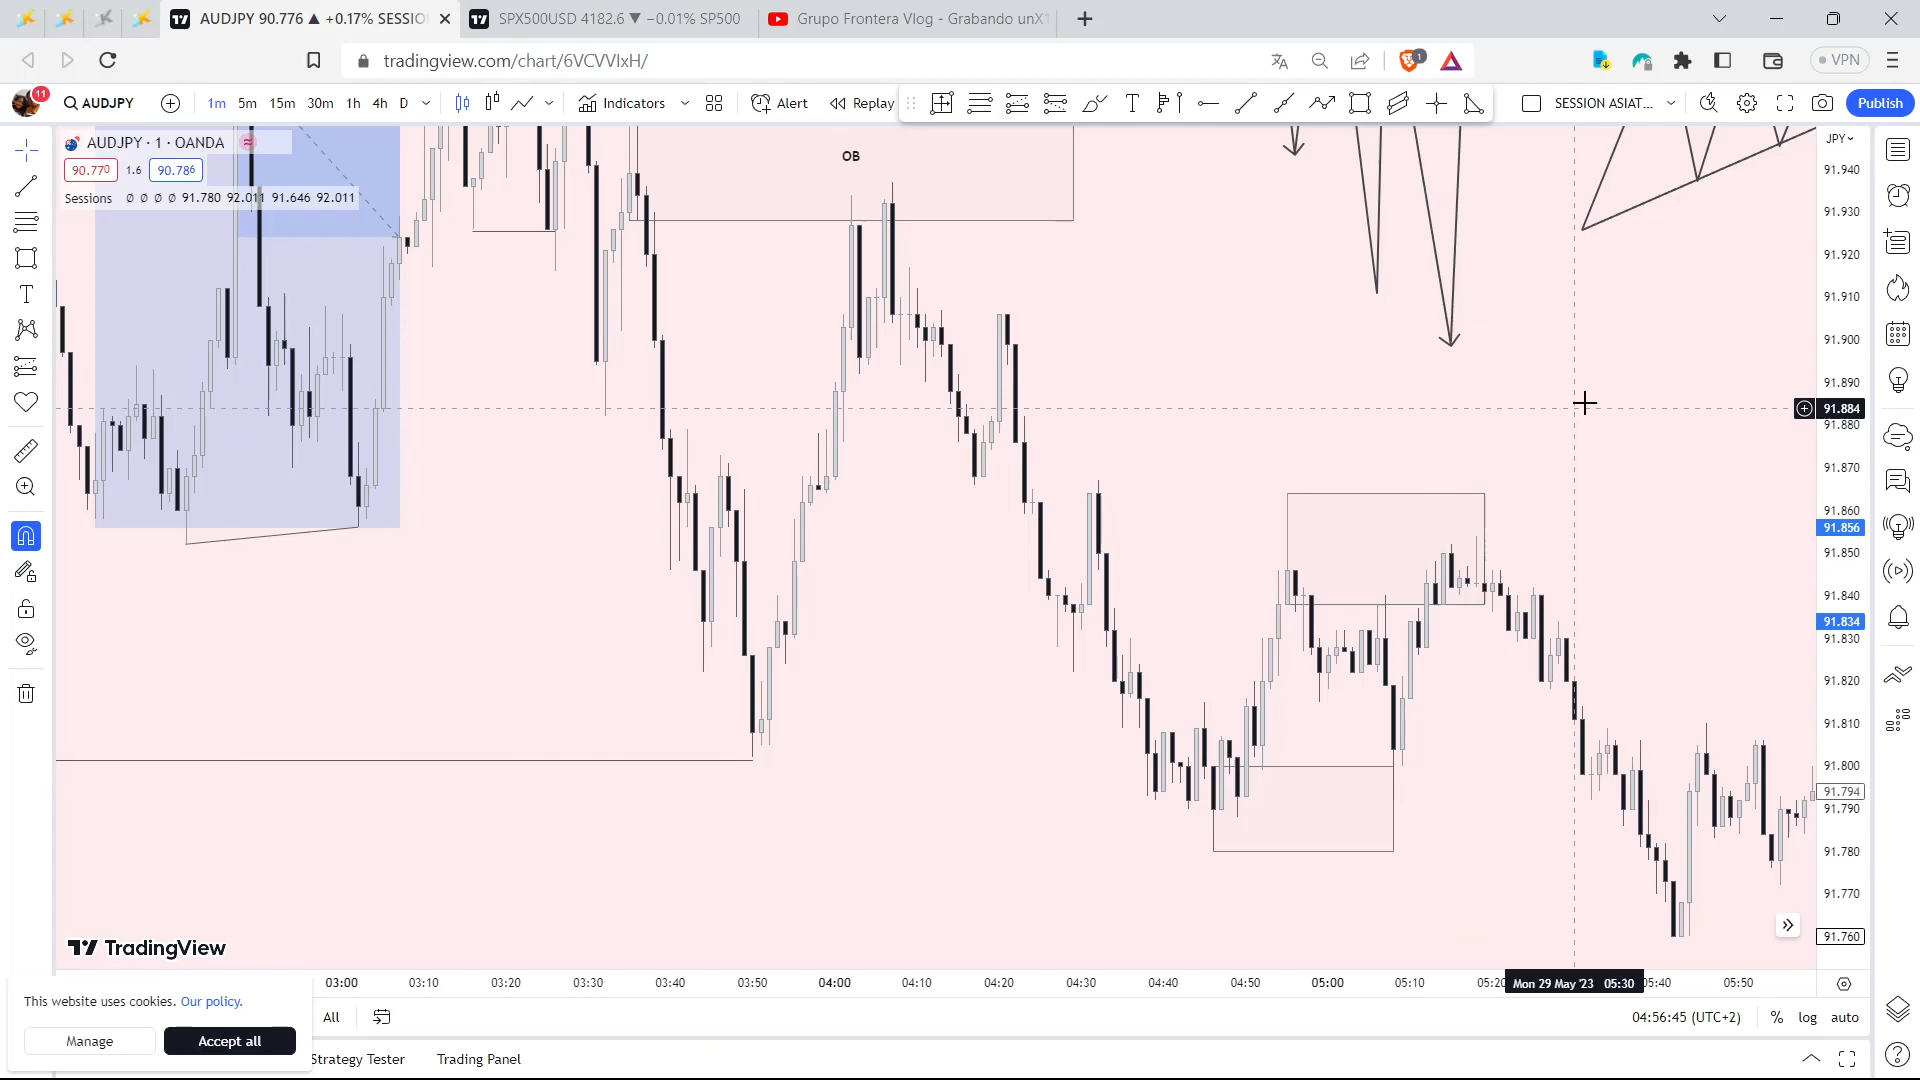 AUDJPY 90.776 ▲ +0.17% SESSIO
SPX500USD 4182.6 ▼ −0.01% SP500
Grupo Frontera Vlog - Grabando unX1
tradingview.com/chart/6VCVVIxH/
1
VPN
11
AUDJPY
1m 5m 15m 30m 1h 4h D
Indicators
Alert
Replay
SESSION ASIAT...
Publish
AUDJPY · 1 · OANDA
90.770 1.6 90.786
Sessions Ø Ø Ø Ø 91.780 92.011 91.646 92.011
OB
JPY
91.940
91.930
91.920
91.910
91.900
91.890
91.884
91.880
91.870
91.860
91.856
91.850
91.840
91.834
91.830
91.820
91.810
91.800
91.794
91.790
91.780
91.770
91.760
TradingView
03:00 03:10 03:20 03:30 03:40 03:50 04:00 04:10 04:20 04:30 04:40 04:50 05:00 05:10 05:20 Mon 29 May '23 05:30 05:40 05:50
This website uses cookies. Our policy.
Manage
Accept all
All
04:56:45 (UTC+2)
% log auto
Strategy Tester
Trading Panel